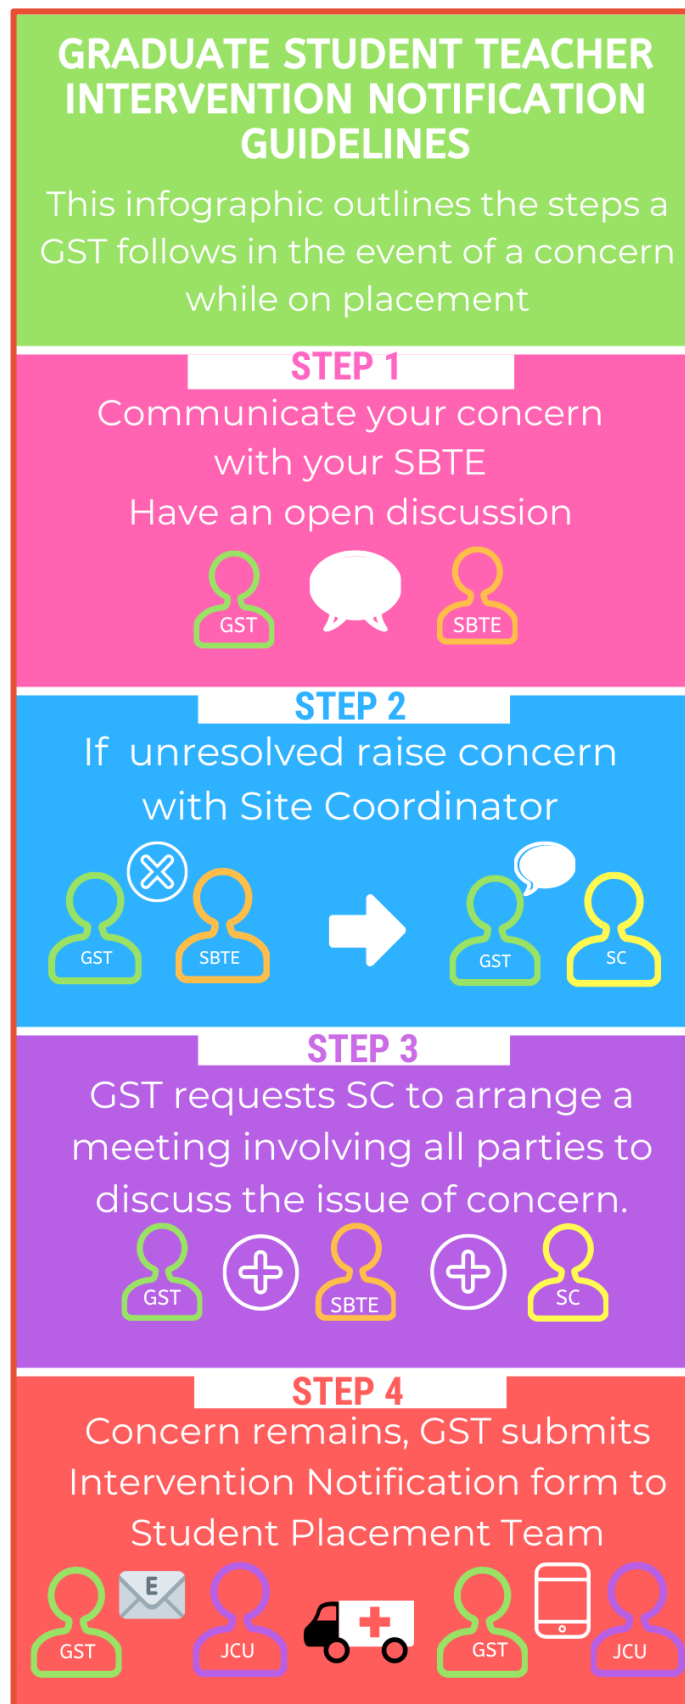 GRADUATE STUDENT TEACHER
INTERVENTION NOTIFICATION
GUIDELINES
This infographic outlines the steps a
GST follows in the event of a concern
while on placement
STEP 1
Communicate your concern
with your SBTE
Have an open discussion
GST SBTE
STEP 2
If unresolved raise concern
with Site Coordinator
GST SBTE GST SC
STEP 3
GST requests SC to arrange a
meeting involving all parties to
discuss the issue of concern.
GST SBTE SC
STEP 4
Concern remains, GST submits
Intervention Notification form to
Student Placement Team
E
GST JCU GST JCU